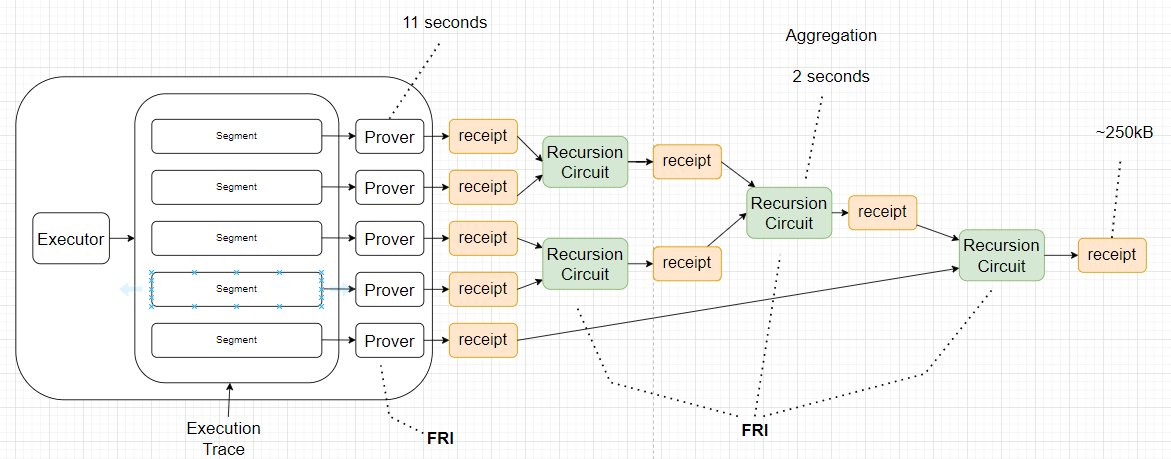 11 seconds
Aggregation
2 seconds
~250kB
Segment
Prover
receipt
Recursion
Circuit
receipt
Segment
Prover
receipt
Recursion
Circuit
receipt
Executor
Segment
Prover
receipt
Recursion
Circuit
receipt
Recursion
Circuit
receipt
Segment
Prover
receipt
Segment
Prover
receipt
Execution
Trace
FRI
FRI